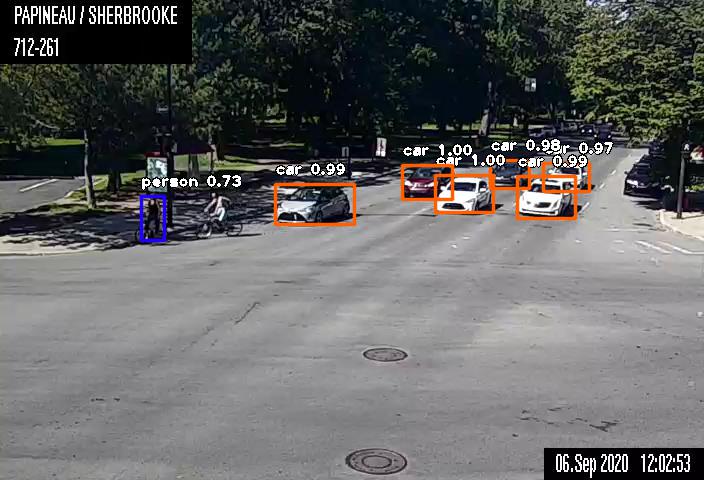 PAPINEAU / SHERBROOKE
712-261
car 0.98
car 1.00
0.97
car 1.00
car 0.99
car 0.99
person 0.73
06.Sep 2020 12:02:53